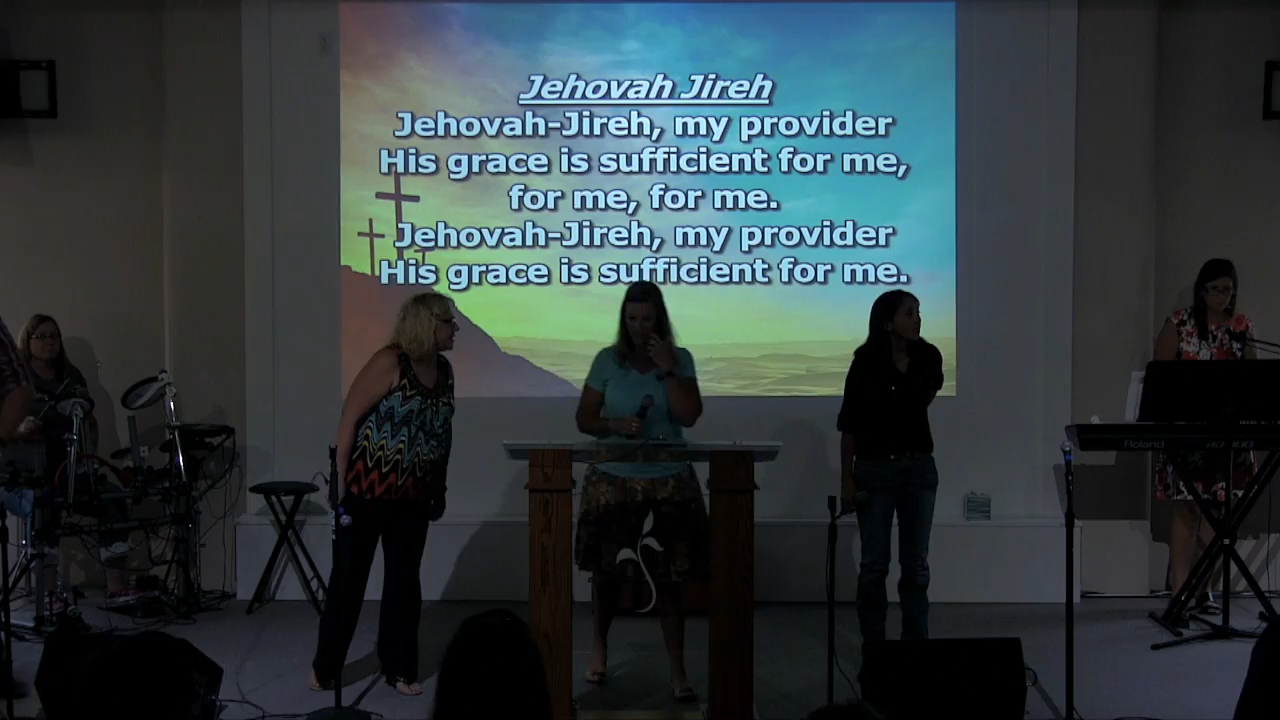 Jehovah Jireh
Jehovah-Jireh, my provider
His grace is sufficient for me,
for me, for me.
Jehovah-Jireh, my provider
His grace is sufficient for me.
Roland